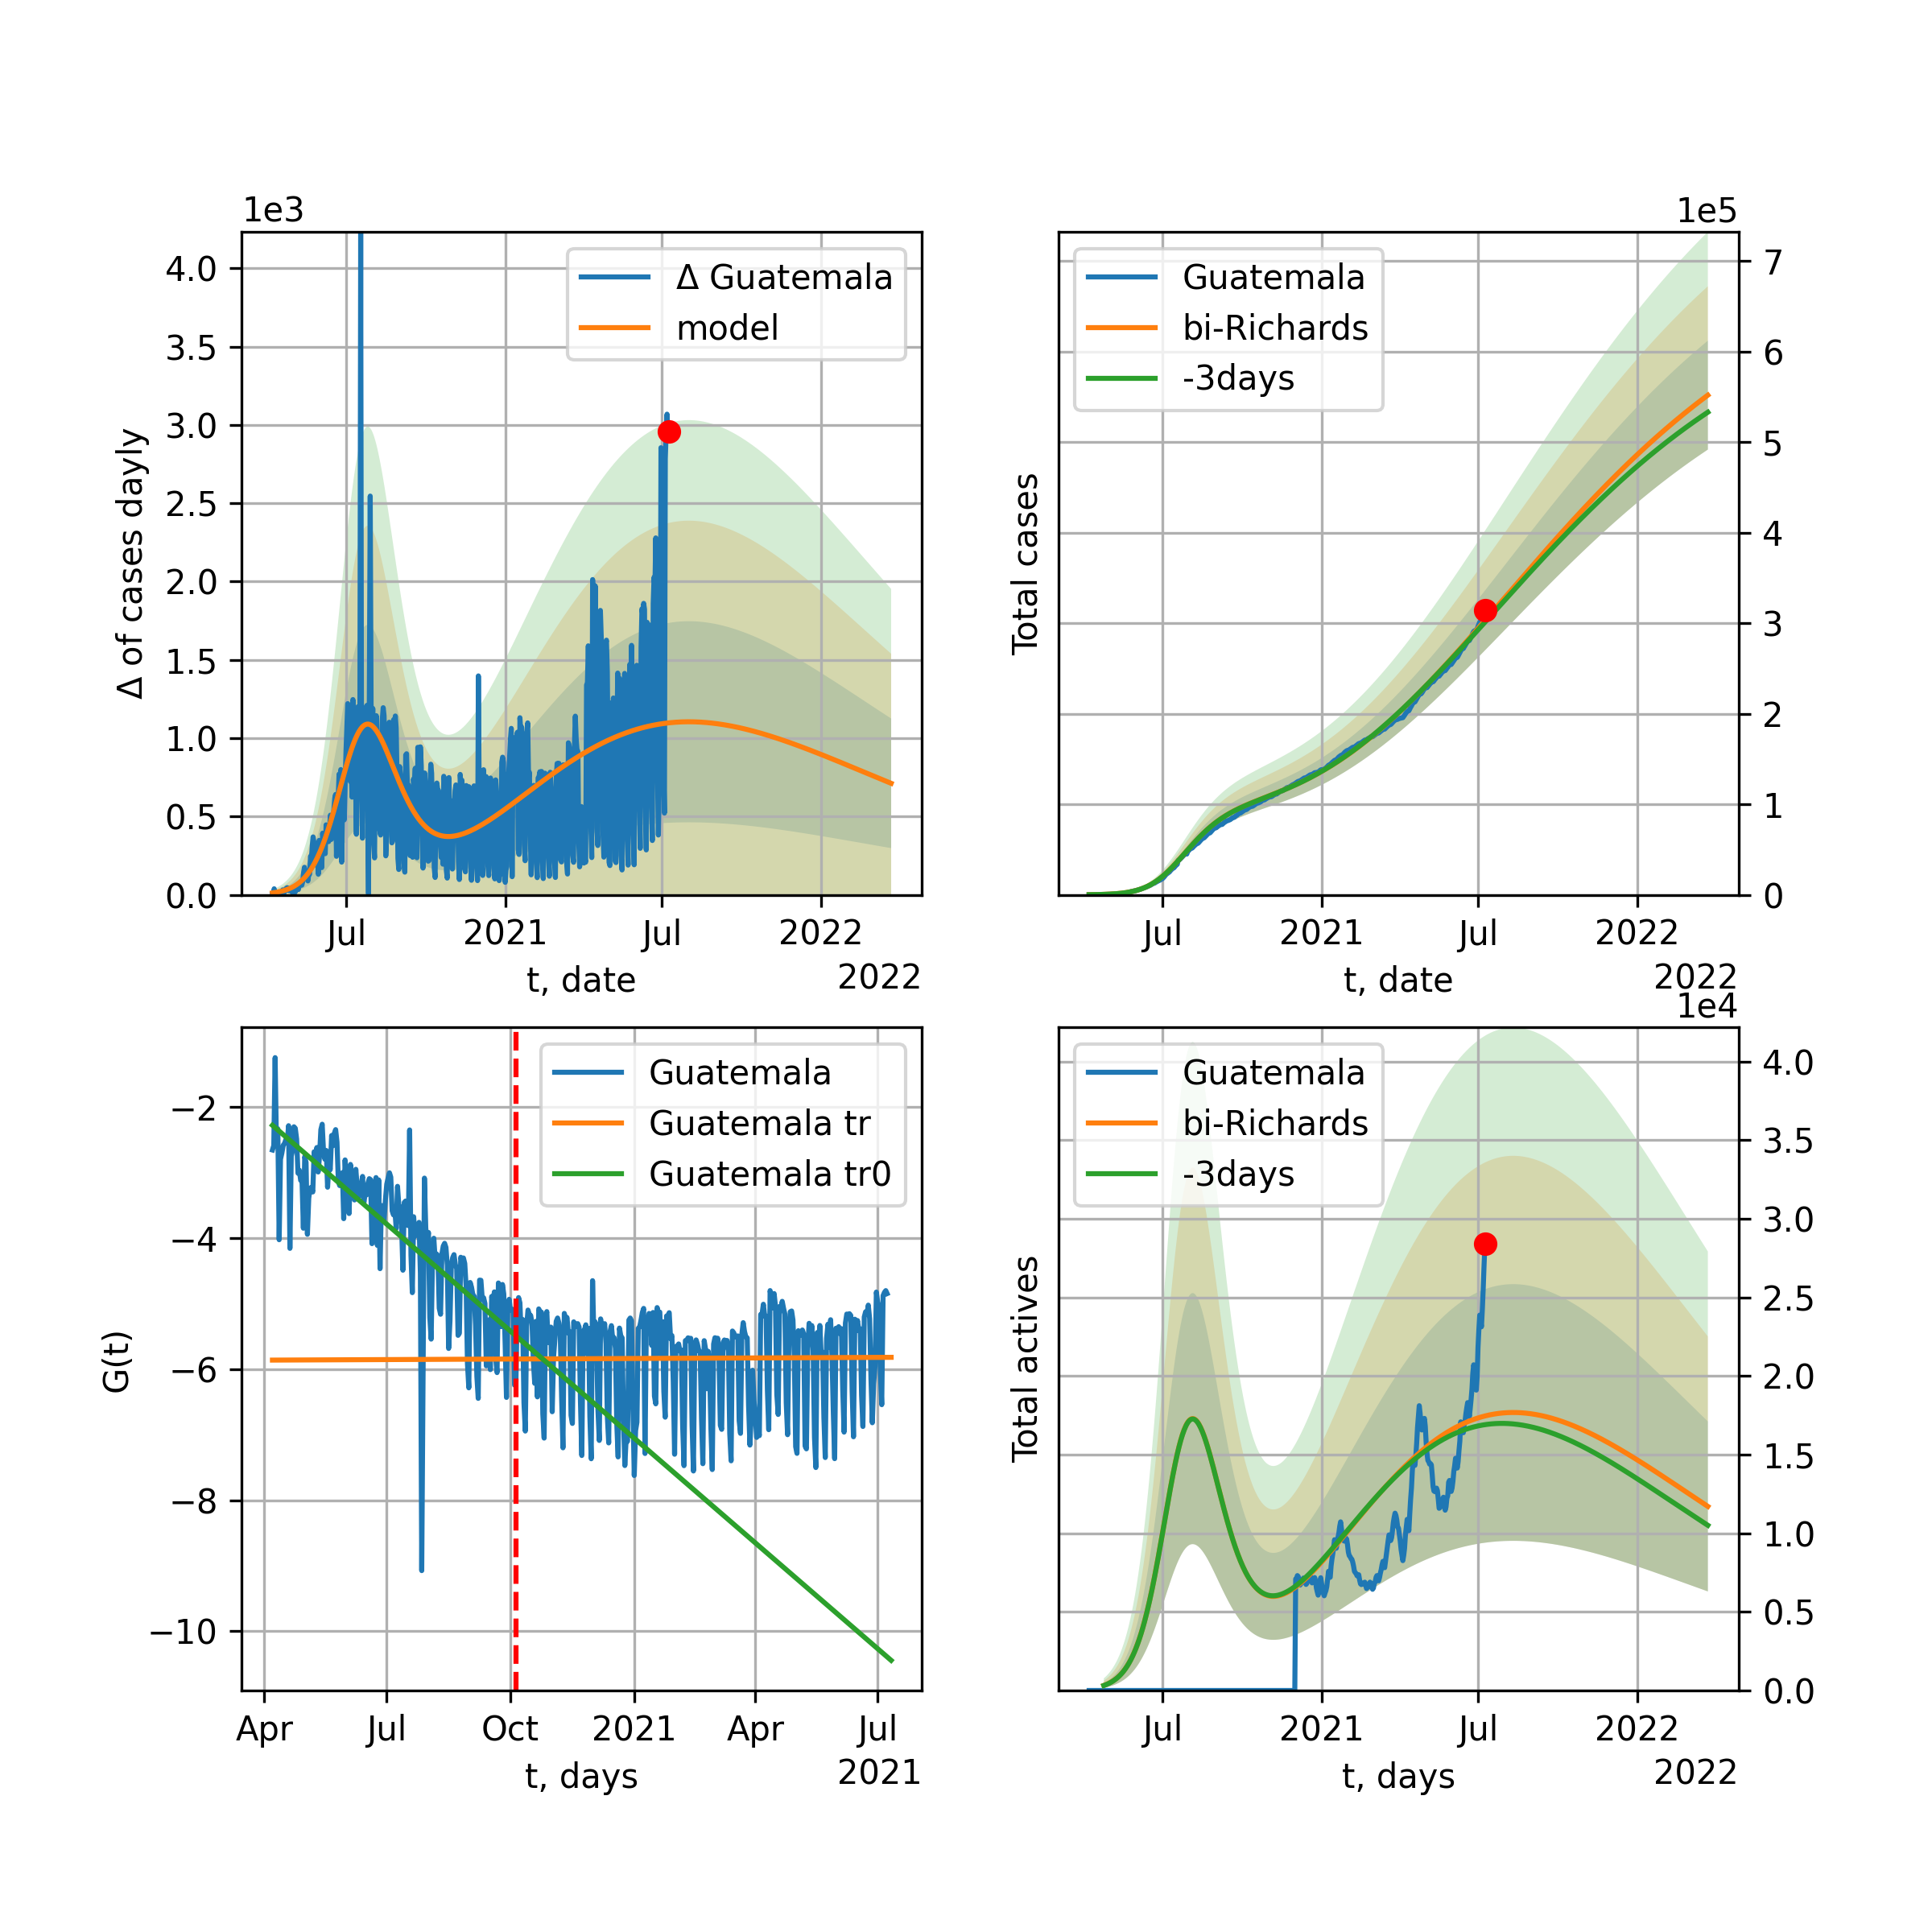 1e3
Δ of cases dayly
4.0
3.5
3.0
2.5
2.0
1.5
1.0
0.5
0.0
Δ Guatemala
model
Jul
2021
Jul
2022
t, date
2022
1e5
Total cases
Guatemala
bi-Richards
-3days
7
6
5
4
3
2
1
0
Jul
2021
Jul
2022
t, date
2022
G(t)
−2
−4
−6
−8
−10
Guatemala
Guatemala tr
Guatemala tr0
Apr
Jul
Oct
2021
Apr
Jul
t, days
2021
1e4
Total actives
Guatemala
bi-Richards
-3days
4.0
3.5
3.0
2.5
2.0
1.5
1.0
0.5
0.0
Jul
2021
Jul
2022
t, days
2022